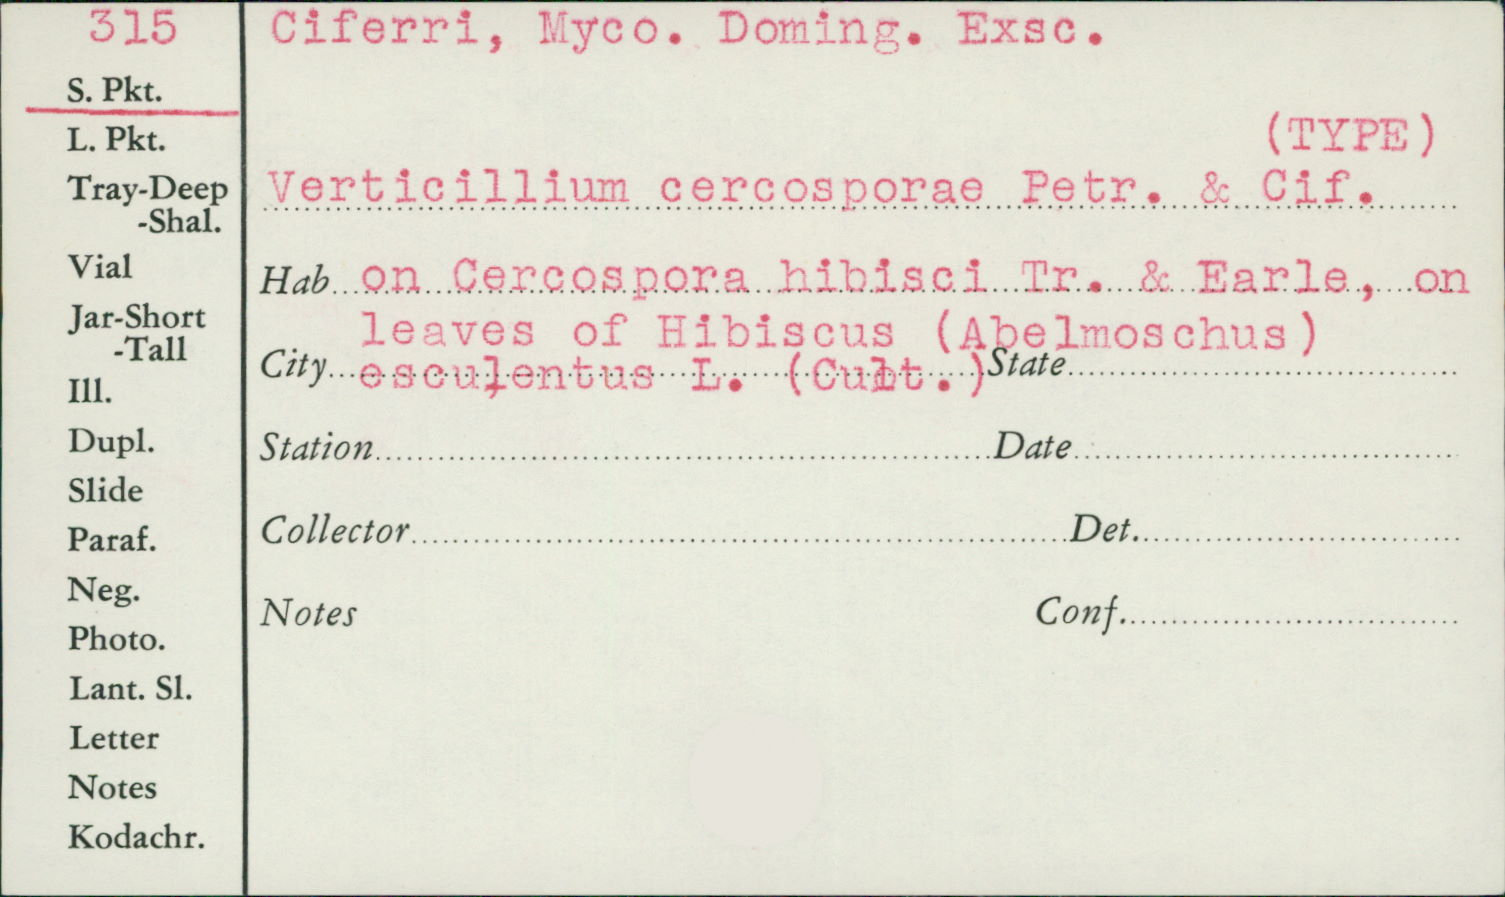 315
Ciferri, Myco. Doming. Exsc.
S. Pkt.
L. Pkt.
Tray-Deep
-Shal.
Vial
Jar-Short
-Tall
Ill.
Dupl.
Slide
Paraf.
Neg.
Photo.
Lant. Sl.
Letter
Notes
Kodachr.
(TYPE)
Verticillium cercosporae Petr. & Cif.
Hab on Cercospora hibisci Tr. & Earle, on
leaves of Hibiscus (Abelmoschus)
City esculentus L. (Cult.) State
Station Date
Collector Det.
Notes Conf.